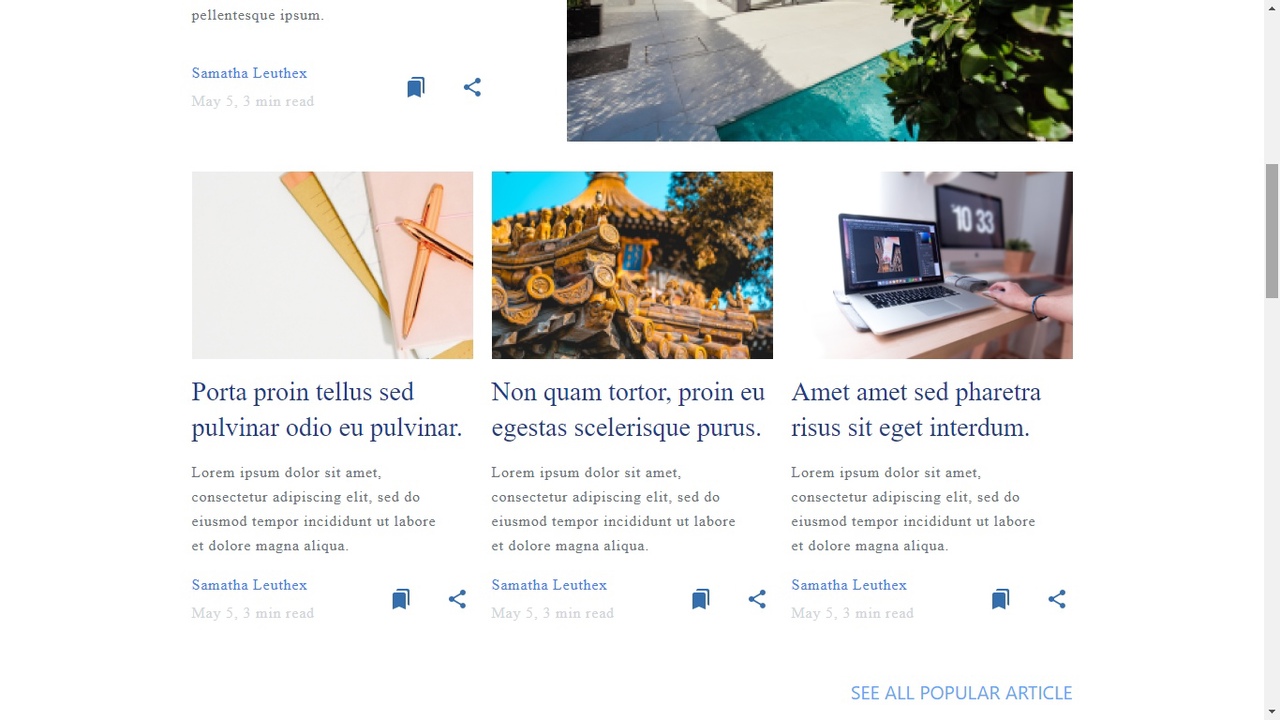 pellentesque ipsum.
Samatha Leuthex
May 5, 3 min read
10 33
Porta proin tellus sed
pulvinar odio eu pulvinar.
Lorem ipsum dolor sit amet,
consectetur adipiscing elit, sed do
eiusmod tempor incididunt ut labore
et dolore magna aliqua.
Samatha Leuthex
May 5, 3 min read
Non quam tortor, proin eu
egestas scelerisque purus.
Lorem ipsum dolor sit amet,
consectetur adipiscing elit, sed do
eiusmod tempor incididunt ut labore
et dolore magna aliqua.
Samatha Leuthex
May 5, 3 min read
Amet amet sed pharetra
risus sit eget interdum.
Lorem ipsum dolor sit amet,
consectetur adipiscing elit, sed do
eiusmod tempor incididunt ut labore
et dolore magna aliqua.
Samatha Leuthex
May 5, 3 min read
SEE ALL POPULAR ARTICLE